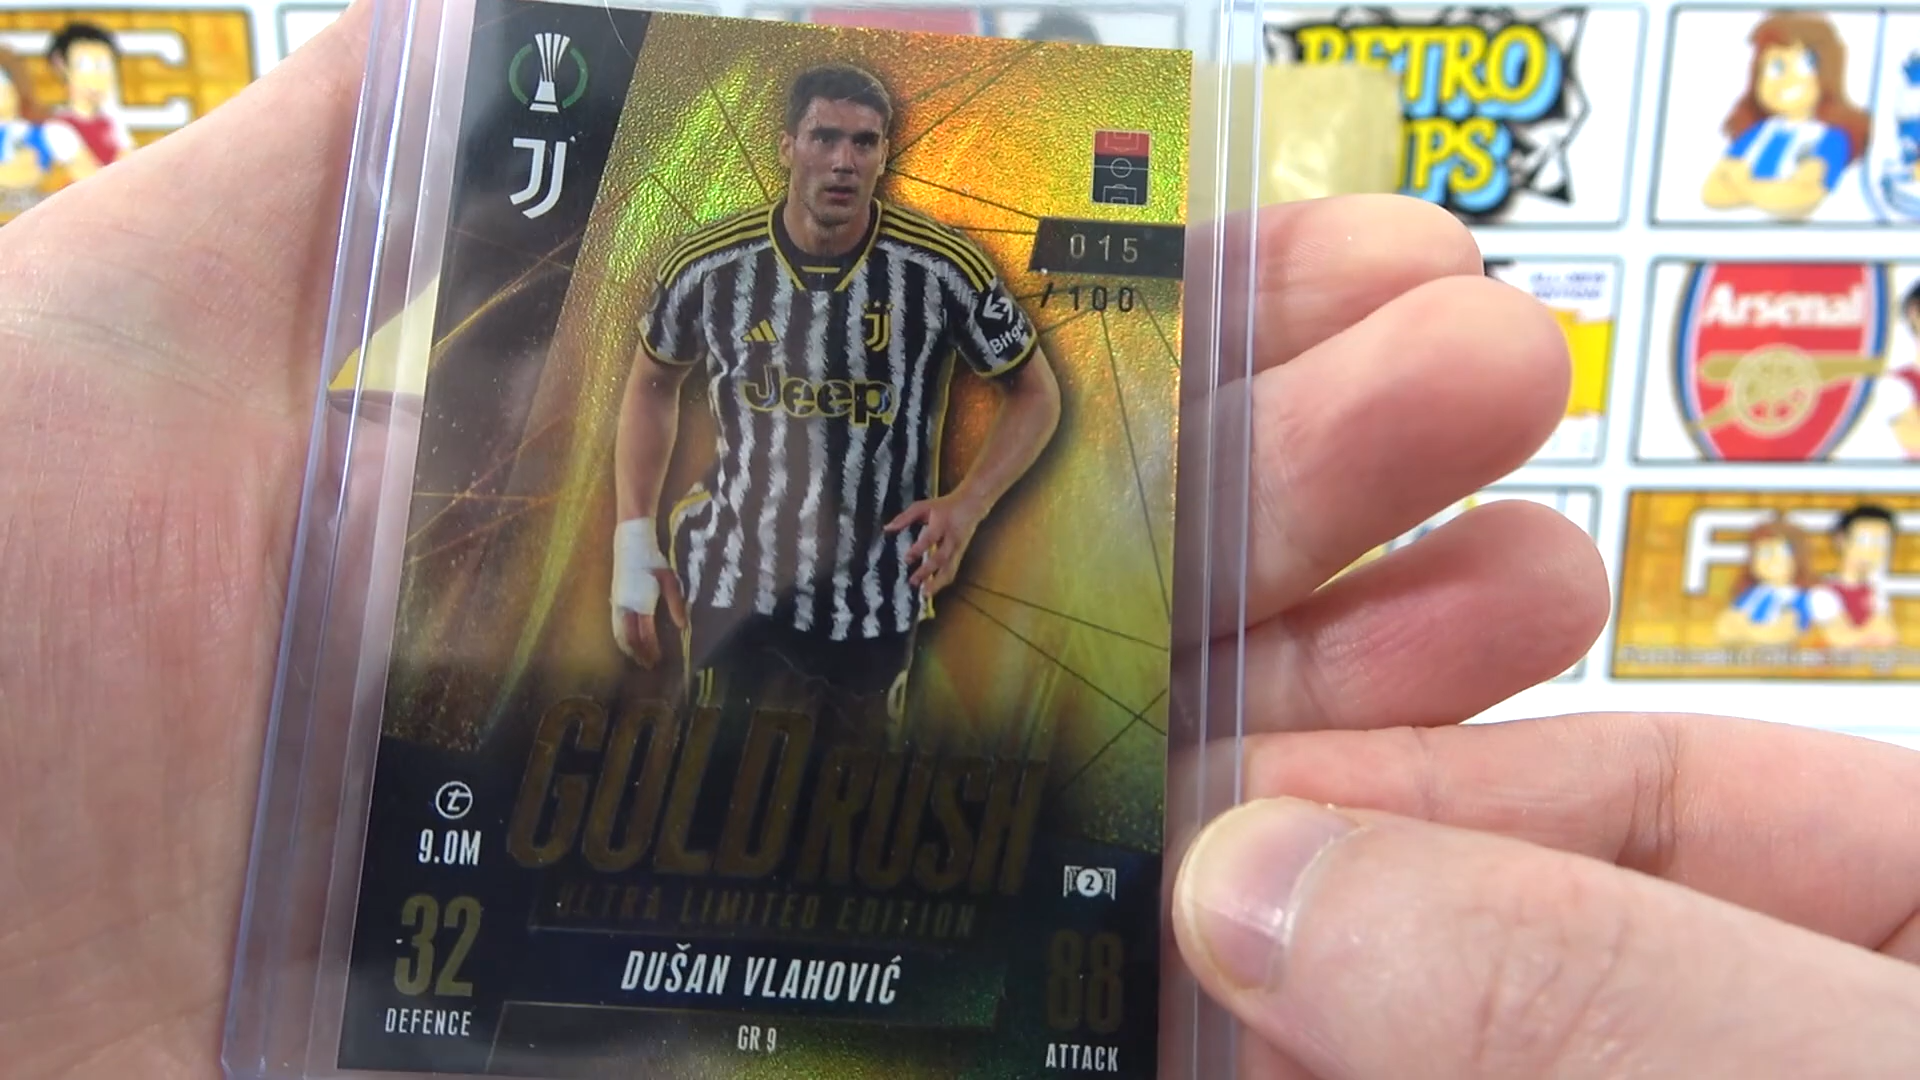 015
/100
Bitge
Jeep
GOLD RUSH
ULTRA LIMITED EDITION
9.0M
2
32
DEFENCE
DUŠAN VLAHOVIĆ
88
ATTACK
GR 9
RETRO
Arsenal